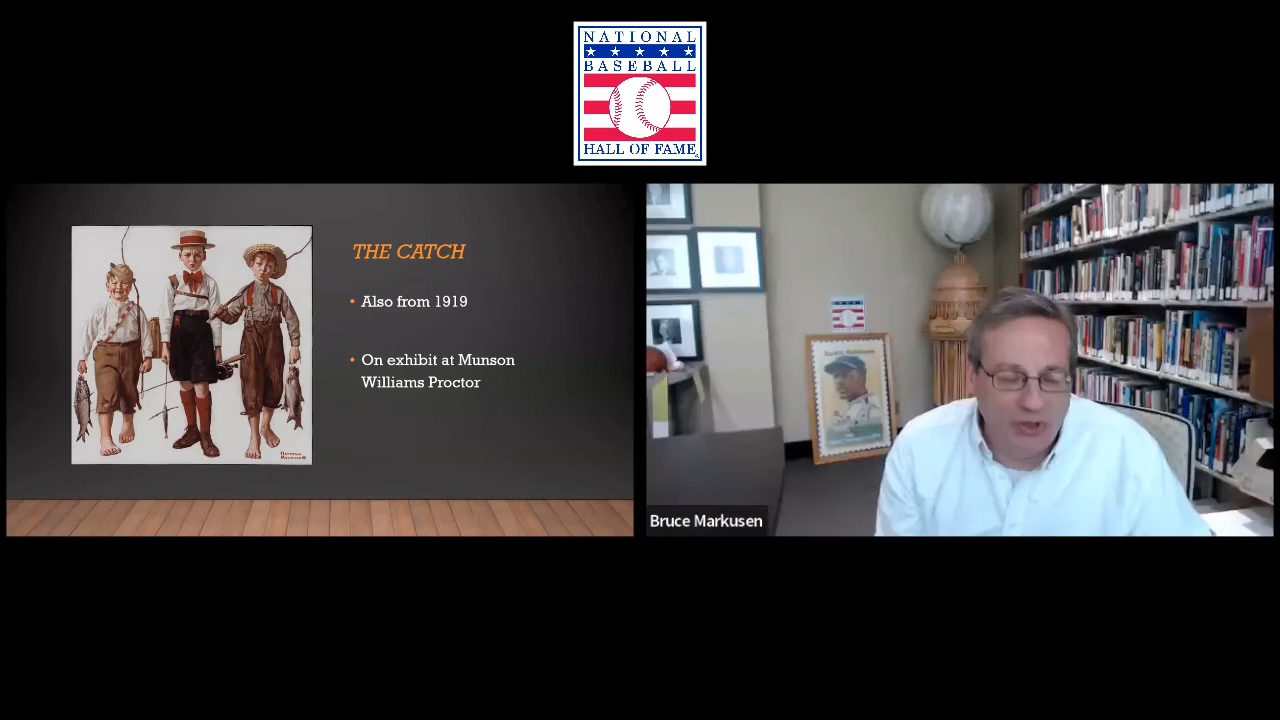 NATIONAL
BASEBALL
HALL OF FAME
THE CATCH
• Also from 1919
• On exhibit at Munson
Williams Proctor
Bruce Markusen